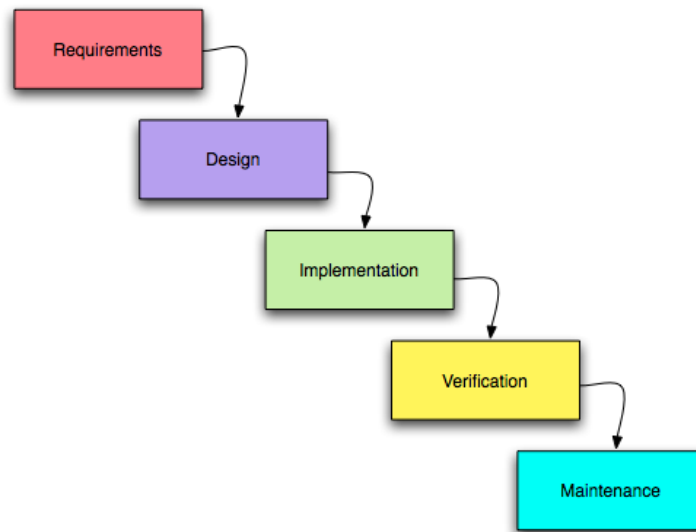 Requirements
Design
Implementation
Verification
Maintenance